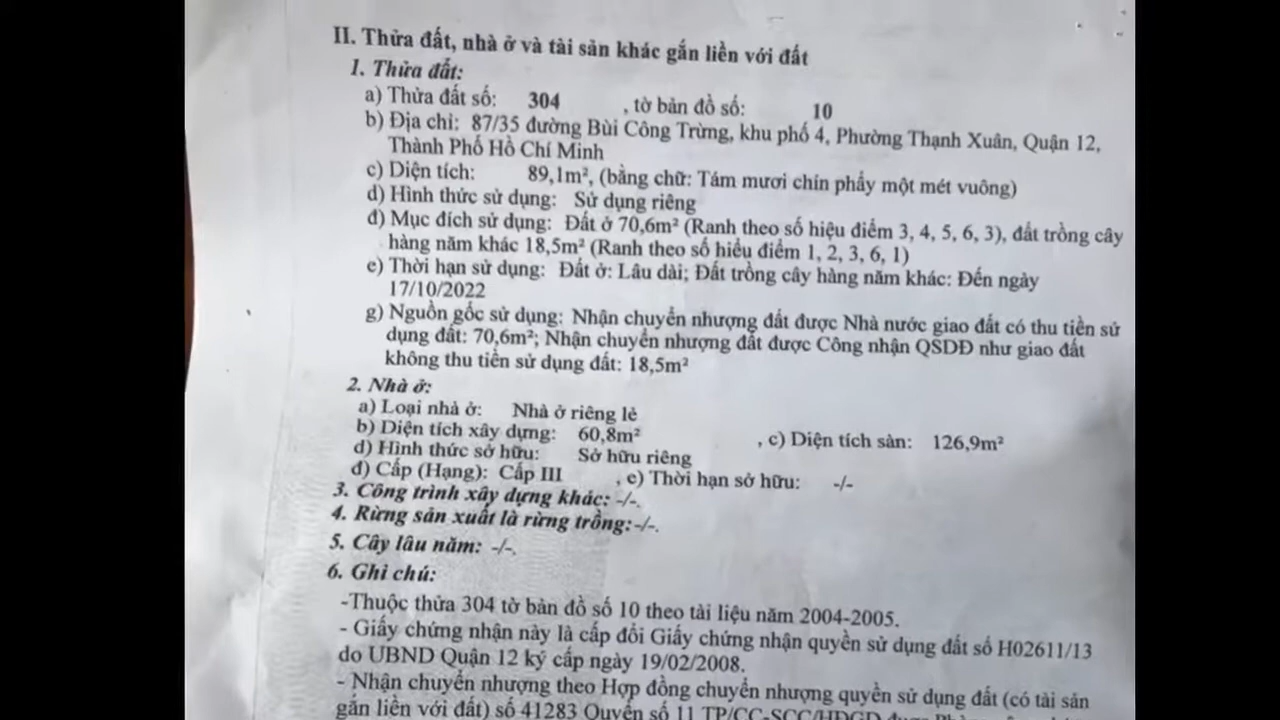 II. Thửa đất, nhà ở và tài sản khác gắn liền với đất
1. Thửa đất:
a) Thửa đất số: 304 , tờ bản đồ số: 10
b) Địa chỉ: 87/35 đường Bùi Công Trừng, khu phố 4, Phường Thạnh Xuân, Quận 12,
Thành Phố Hồ Chí Minh
c) Diện tích: 89,1m², (bằng chữ: Tám mươi chín phẩy một mét vuông)
d) Hình thức sử dụng: Sử dụng riêng
đ) Mục đích sử dụng: Đất ở 70,6m² (Ranh theo số hiệu điểm 3, 4, 5, 6, 3), đất trồng cây
hàng năm khác 18,5m² (Ranh theo số hiểu điểm 1, 2, 3, 6, 1)
e) Thời hạn sử dụng: Đất ở: Lâu dài; Đất trồng cây hàng năm khác: Đến ngày
17/10/2022
g) Nguồn gốc sử dụng: Nhận chuyển nhượng đất được Nhà nước giao đất có thu tiền sử
dụng đất: 70,6m²; Nhận chuyển nhượng đất được Công nhận QSDĐ như giao đất
không thu tiền sử dụng đất: 18,5m²
2. Nhà ở:
a) Loại nhà ở: Nhà ở riêng lẻ
b) Diện tích xây dựng: 60,8m² , c) Diện tích sàn: 126,9m²
d) Hình thức sở hữu: Sở hữu riêng
đ) Cấp (Hạng): Cấp III , e) Thời hạn sở hữu: -/-
3. Công trình xây dựng khác: -/-.
4. Rừng sản xuất là rừng trồng: -/-.
5. Cây lâu năm: -/-.
6. Ghi chú:
-Thuộc thửa 304 tờ bản đồ số 10 theo tài liệu năm 2004-2005.
- Giấy chứng nhận này là cấp đổi Giấy chứng nhận quyền sử dụng đất số H02611/13
do UBND Quận 12 ký cấp ngày 19/02/2008.
- Nhận chuyển nhượng theo Hợp đồng chuyển nhượng quyền sử dụng đất (có tài sản
gắn liền với đất) số 41283 Quyển số 11 TP/CC-SCC/HĐGD được